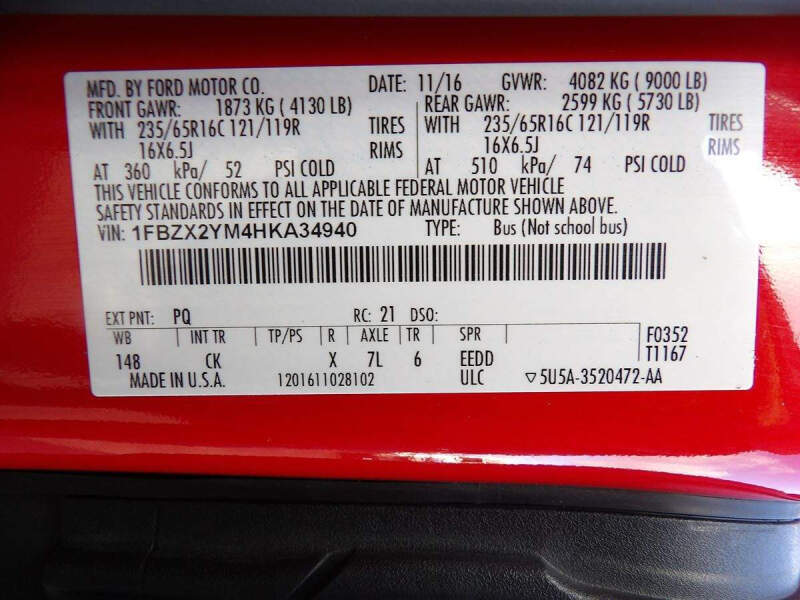 MFD. BY FORD MOTOR CO. DATE: 11/16 GVWR: 4082 KG ( 9000 LB)
FRONT GAWR: 1873 KG ( 4130 LB) REAR GAWR: 2599 KG ( 5730 LB)
WITH 235/65R16C 121/119R TIRES WITH 235/65R16C 121/119R TIRES
16X6.5J RIMS 16X6.5J RIMS
AT 360 kPa/ 52 PSI COLD AT 510 kPa/ 74 PSI COLD
THIS VEHICLE CONFORMS TO ALL APPLICABLE FEDERAL MOTOR VEHICLE
SAFETY STANDARDS IN EFFECT ON THE DATE OF MANUFACTURE SHOWN ABOVE.
VIN: 1FBZX2YM4HKA34940 TYPE: Bus (Not school bus)
EXT PNT: PQ RC: 21 DSO:
WB INT TR TP/PS R AXLE TR SPR F0352
148 CK X 7L 6 EEDD T1167
MADE IN U.S.A. 1201611028102 ULC ▽5U5A-3520472-AA